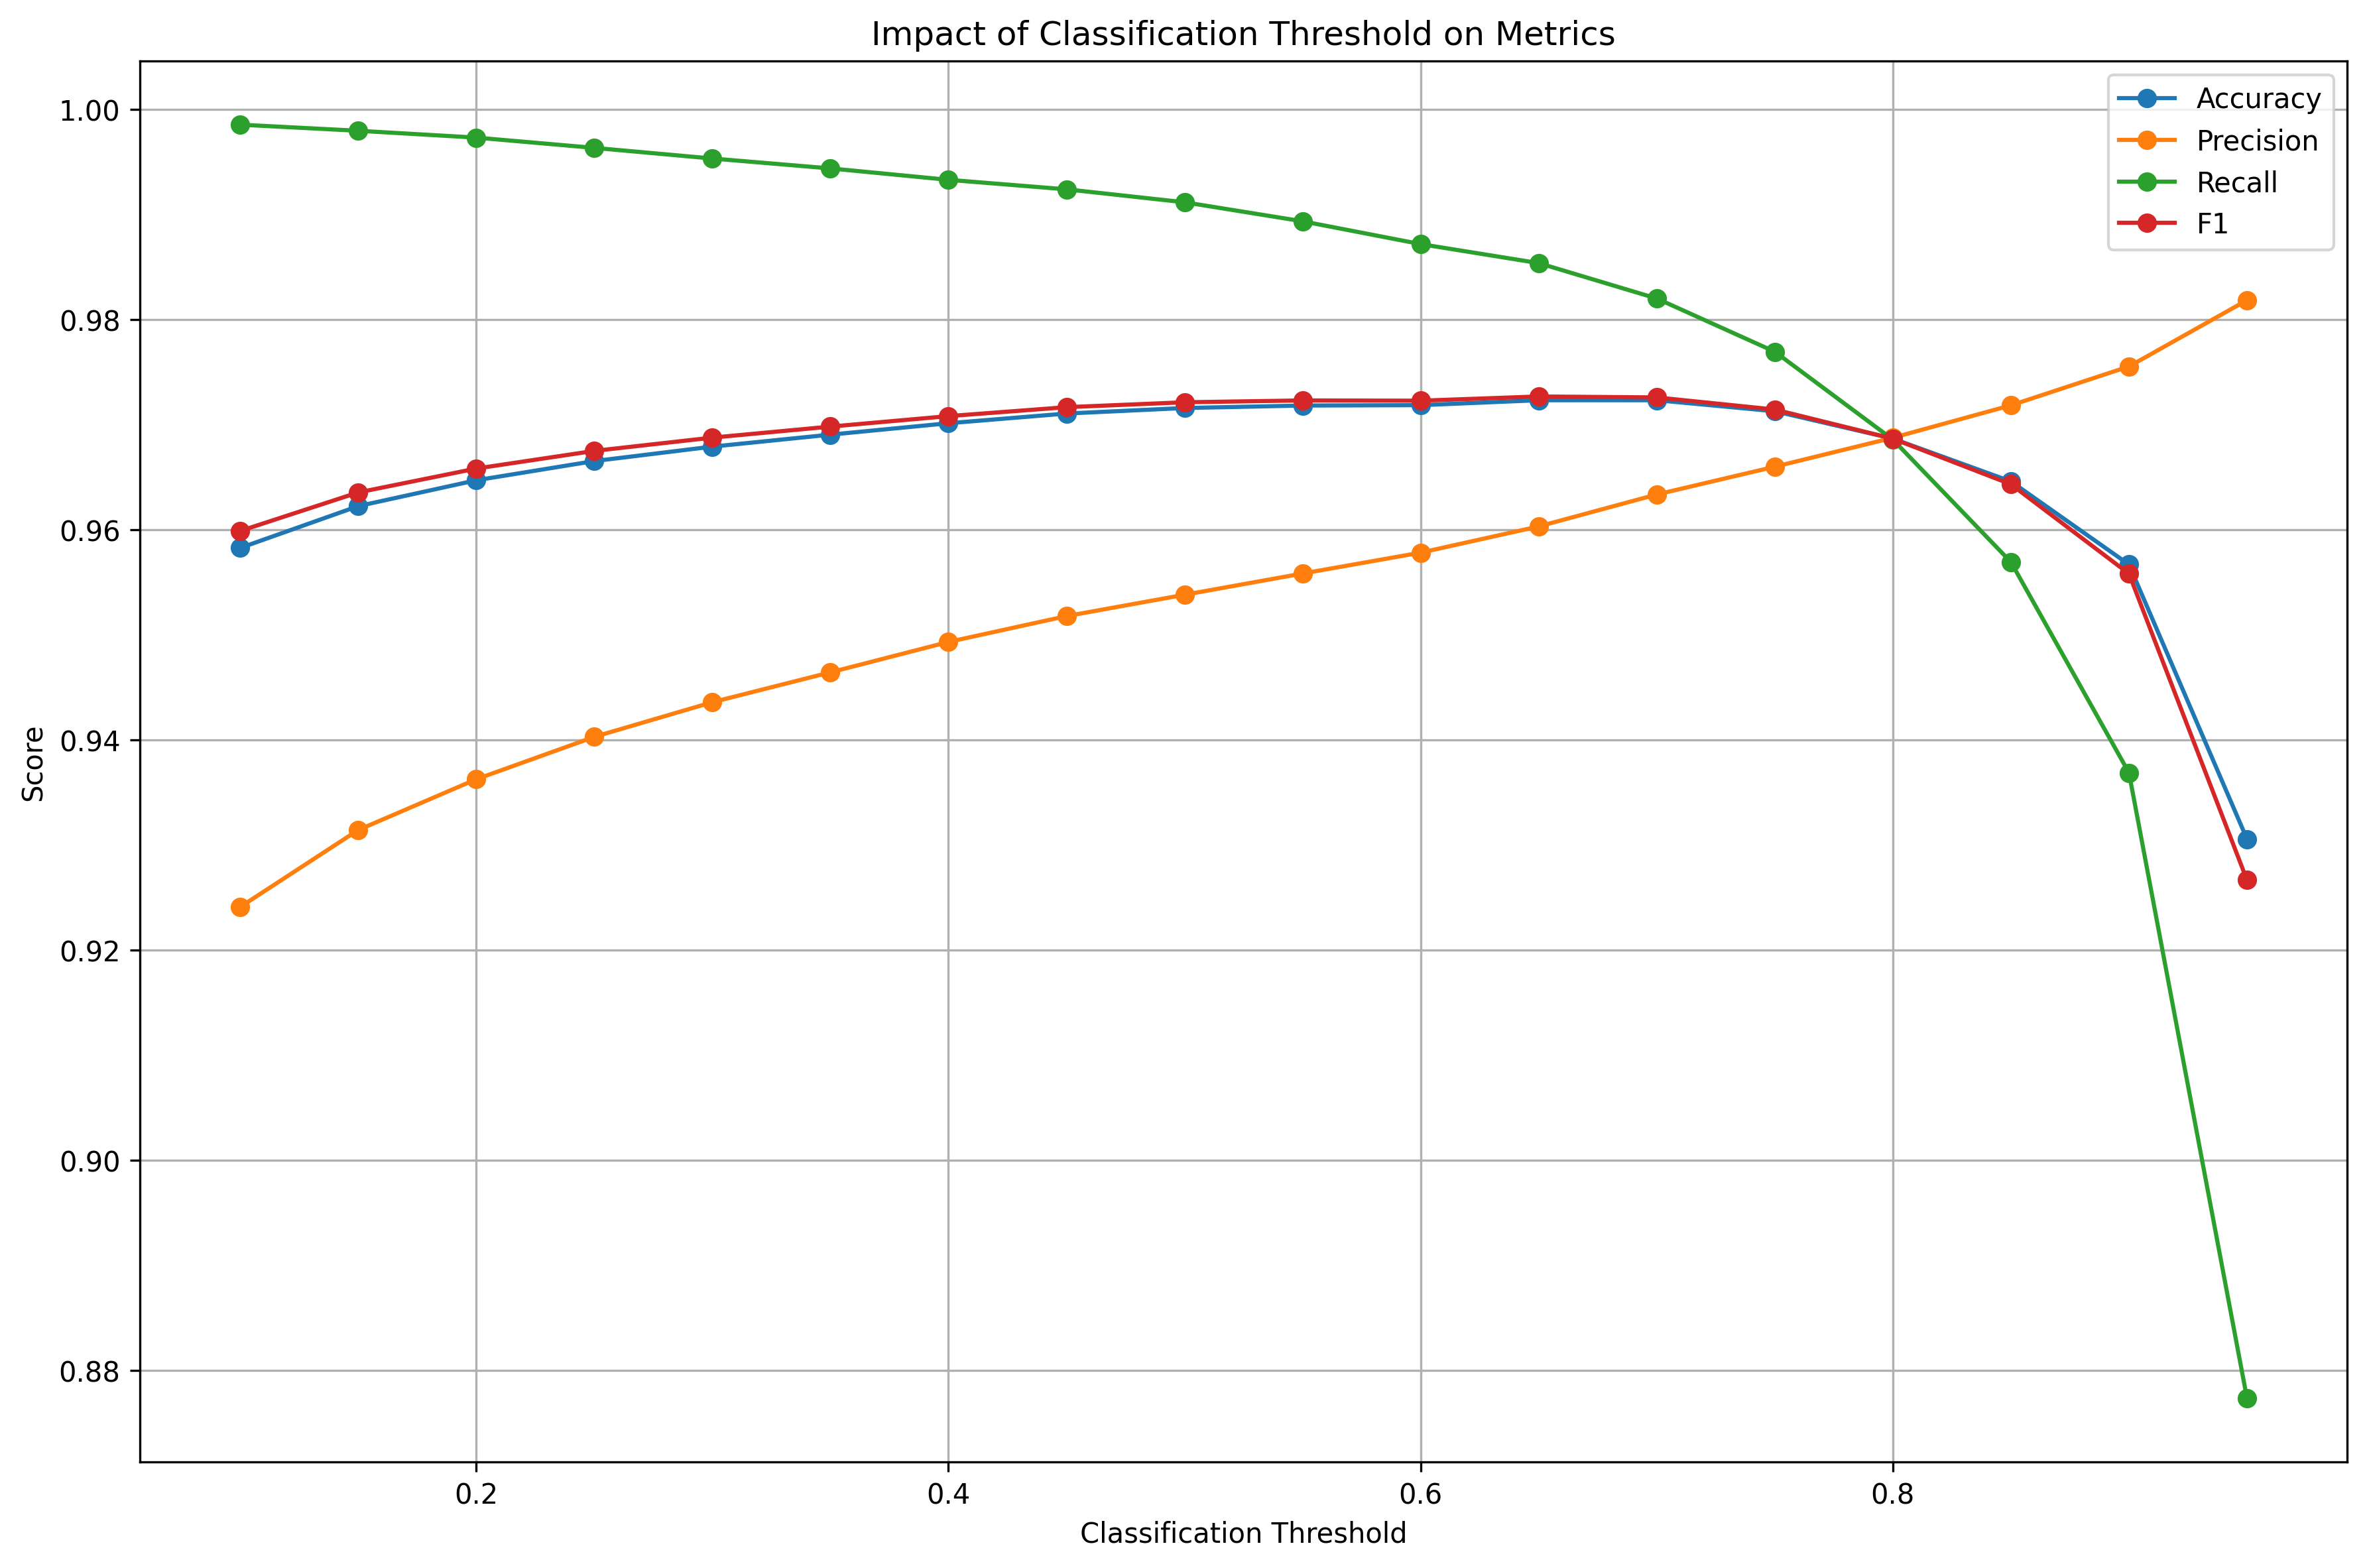 Impact of Classification Threshold on Metrics
Accuracy
Precision
Recall
F1
1.00
0.98
0.96
0.94
0.92
0.90
0.88
Score
0.2
0.4
0.6
0.8
Classification Threshold